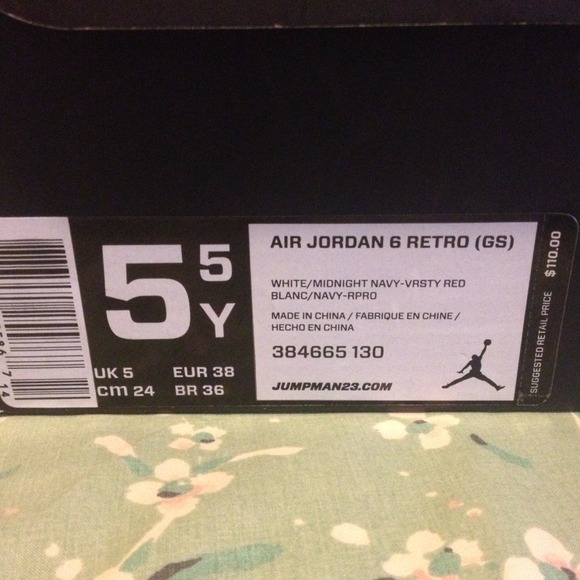 5 5 Y
UK 5 EUR 38
cm 24 BR 36
AIR JORDAN 6 RETRO (GS)
WHITE/MIDNIGHT NAVY-VRSTY RED
BLANC/NAVY-RPRO
MADE IN CHINA / FABRIQUE EN CHINE /
HECHO EN CHINA
384665 130
JUMPMAN23.COM
SUGGESTED RETAIL PRICE $110.00